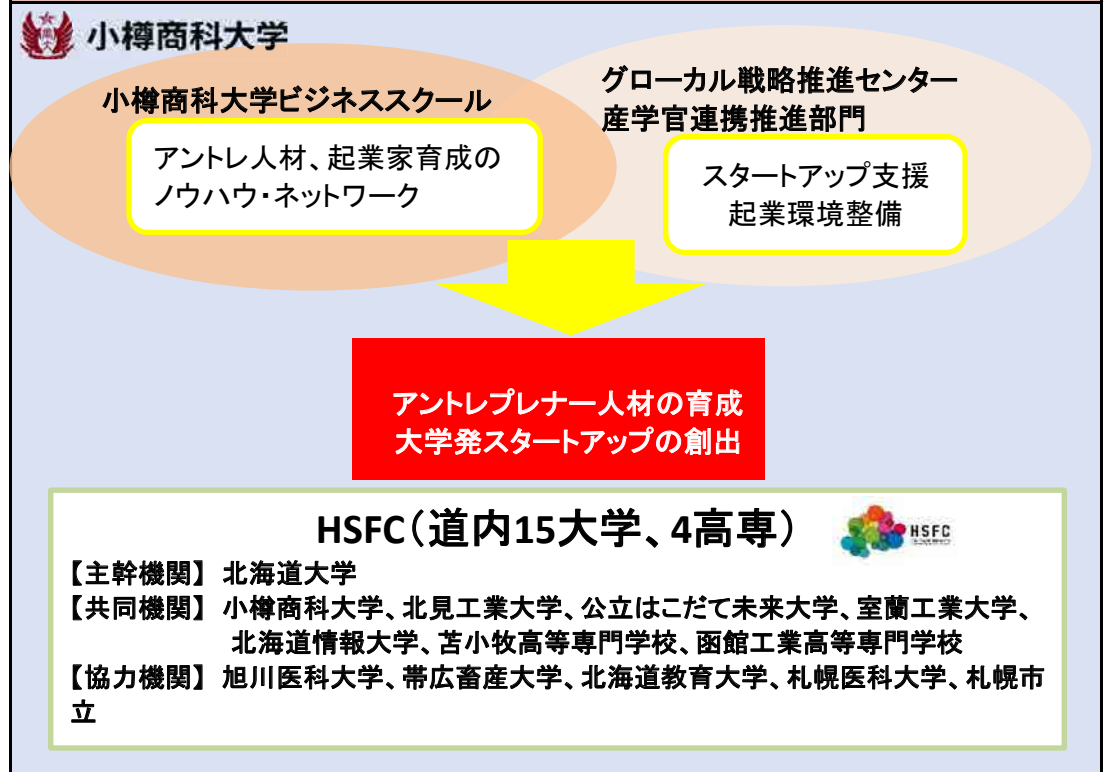 小樽商科大学
小樽商科大学ビジネススクール
アントレ人材、起業家育成の
ノウハウ・ネットワーク
グローカル戦略推進センター
産学官連携推進部門
スタートアップ支援
起業環境整備
アントレプレナー人材の育成
大学発スタートアップの創出
HSFC（道内15大学、4高専）
HSFC
【主幹機関】 北海道大学
【共同機関】 小樽商科大学、北見工業大学、公立はこだて未来大学、室蘭工業大学、
北海道情報大学、苫小牧高等専門学校、函館工業高等専門学校
【協力機関】 旭川医科大学、帯広畜産大学、北海道教育大学、札幌医科大学、札幌市
立